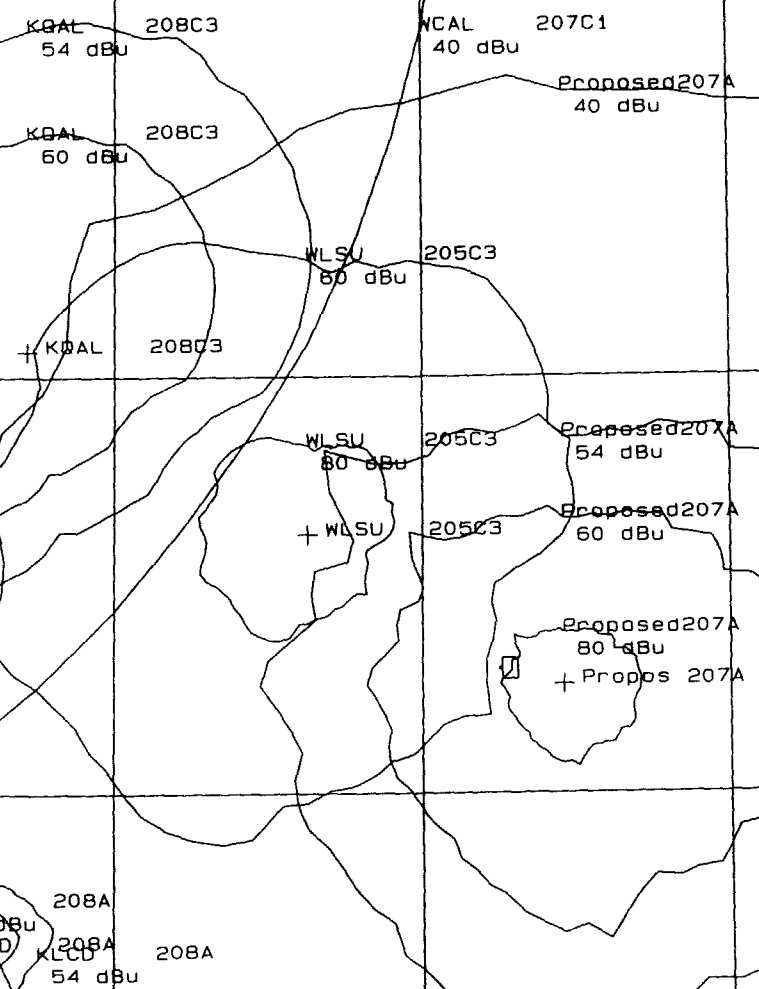 KQAL 208C3
54 dBu
WCAL 207C1
40 dBu
Proposed207A
40 dBu
KQAL 208C3
60 dBu
WLSU 205C3
60 dBu
KQAL 208C3
WLSU 205C3
80 dBu
Proposed207A
54 dBu
WLSU 205C3
Proposed207A
60 dBu
Proposed207A
80 dBu
Propos 207A
208A
dBu
D
208A
KLCD 208A
54 dBu